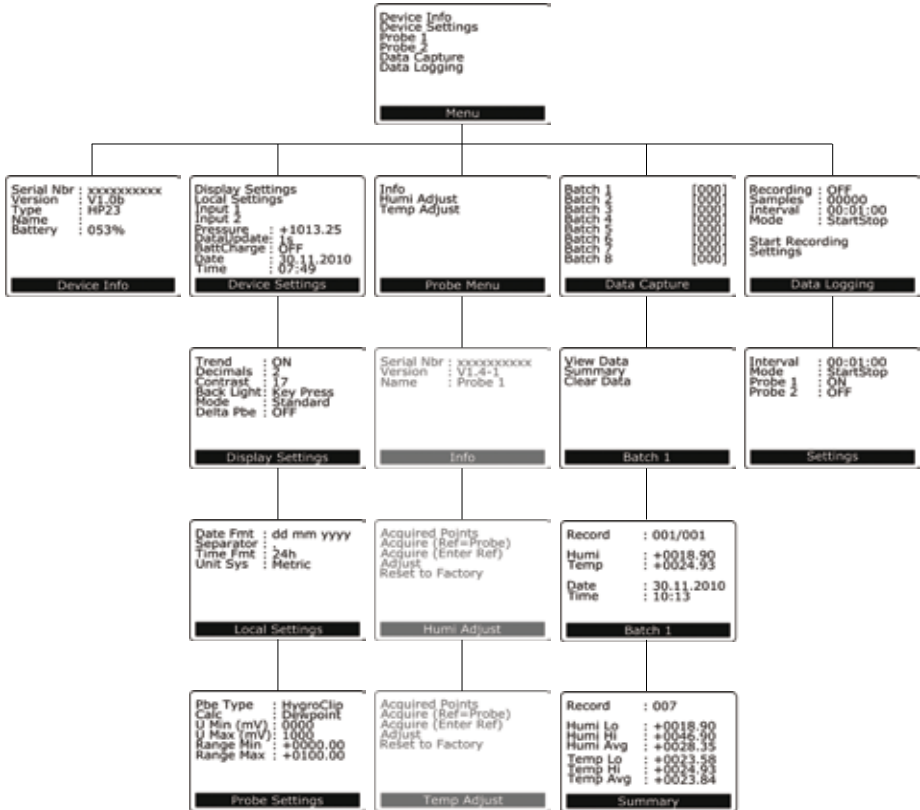 Device Info
Device Settings
Probe 1
Probe 2
Data Capture
Data Logging
Menu
Serial Nbr : xxxxxxxxxx
Version : V1.0b
Type : HP23
Name :
Battery : 053%
Device Info
Display Settings
Local Settings
Input 1
Input 2
Pressure : +1013.25
DataUpdate: 1s
BattCharge : OFF
Date : 30.11.2010
Time : 07:49
Device Settings
Info
Humi Adjust
Temp Adjust
Probe Menu
Batch 1 [000]
Batch 2 [000]
Batch 3 [000]
Batch 4 [000]
Batch 5 [000]
Batch 6 [000]
Batch 7 [000]
Batch 8 [000]
Data Capture
Recording : OFF
Samples : 00000
Interval : 00:01:00
Mode : StartStop
Start Recording
Settings
Data Logging
Trend : ON
Decimals : 2
Contrast : 17
Back Light: Key Press
Mode : Standard
Delta Pbe : OFF
Display Settings
Serial Nbr : xxxxxxxxxx
Version : V1.4-1
Name : Probe 1
Info
View Data
Summary
Clear Data
Batch 1
Interval : 00:01:00
Mode : StartStop
Probe 1 : ON
Probe 2 : OFF
Settings
Date Fmt : dd mm yyyy
Separator : .
Time Fmt : 24h
Unit Sys : Metric
Local Settings
Acquired Points
Acquire (Ref=Probe)
Acquire (Enter Ref)
Adjust
Reset to Factory
Humi Adjust
Record : 001/001
Humi : +0018.90
Temp : +0024.93
Date : 30.11.2010
Time : 10:13
Batch 1
Pbe Type : HygroClip
Calc : Dewpoint
U Min (mV) : 0000
U Max (mV): 1000
Range Min : +0000.00
Range Max : +0100.00
Probe Settings
Acquired Points
Acquire (Ref=Probe)
Acquire (Enter Ref)
Adjust
Reset to Factory
Temp Adjust
Record : 007
Humi Lo : +0018.90
Humi Hi : +0046.90
Humi Avg : +0028.35
Temp Lo : +0023.58
Temp Hi : +0024.93
Temp Avg : +0023.84
Summary